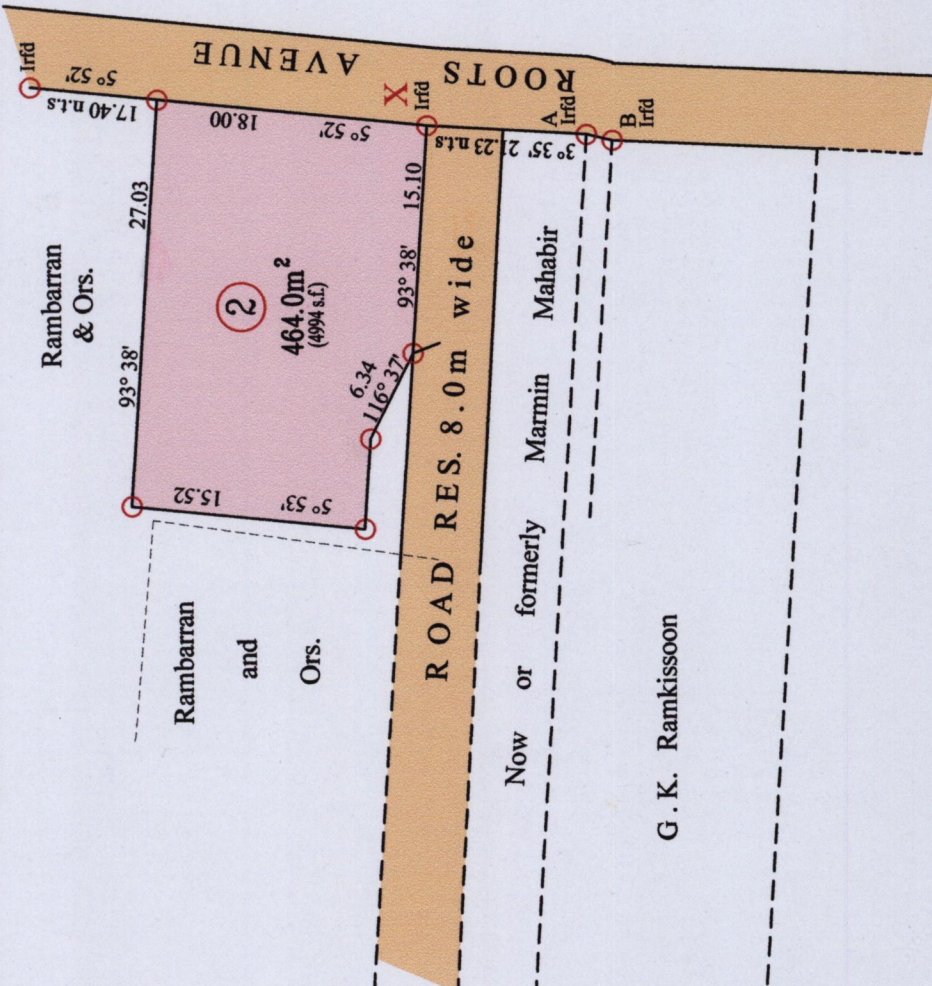 Irfd
5° 52'
17.40 n.t.s
ROOTS AVENUE
Rambarran
& Ors.
27.03
93° 38'
18.00
5° 52'
X
Irfd
2
464.0m²
(4994 s.f.)
15.10
93° 38'
6.34
116° 37'
15.52
5° 53'
21.23 n.t.s
3° 35'
A
Irfd
B
Irfd
ROAD RES. 8.0m wide
Rambarran
and
Ors.
Now or formerly Marmin Mahabir
G.K. Ramkissoon